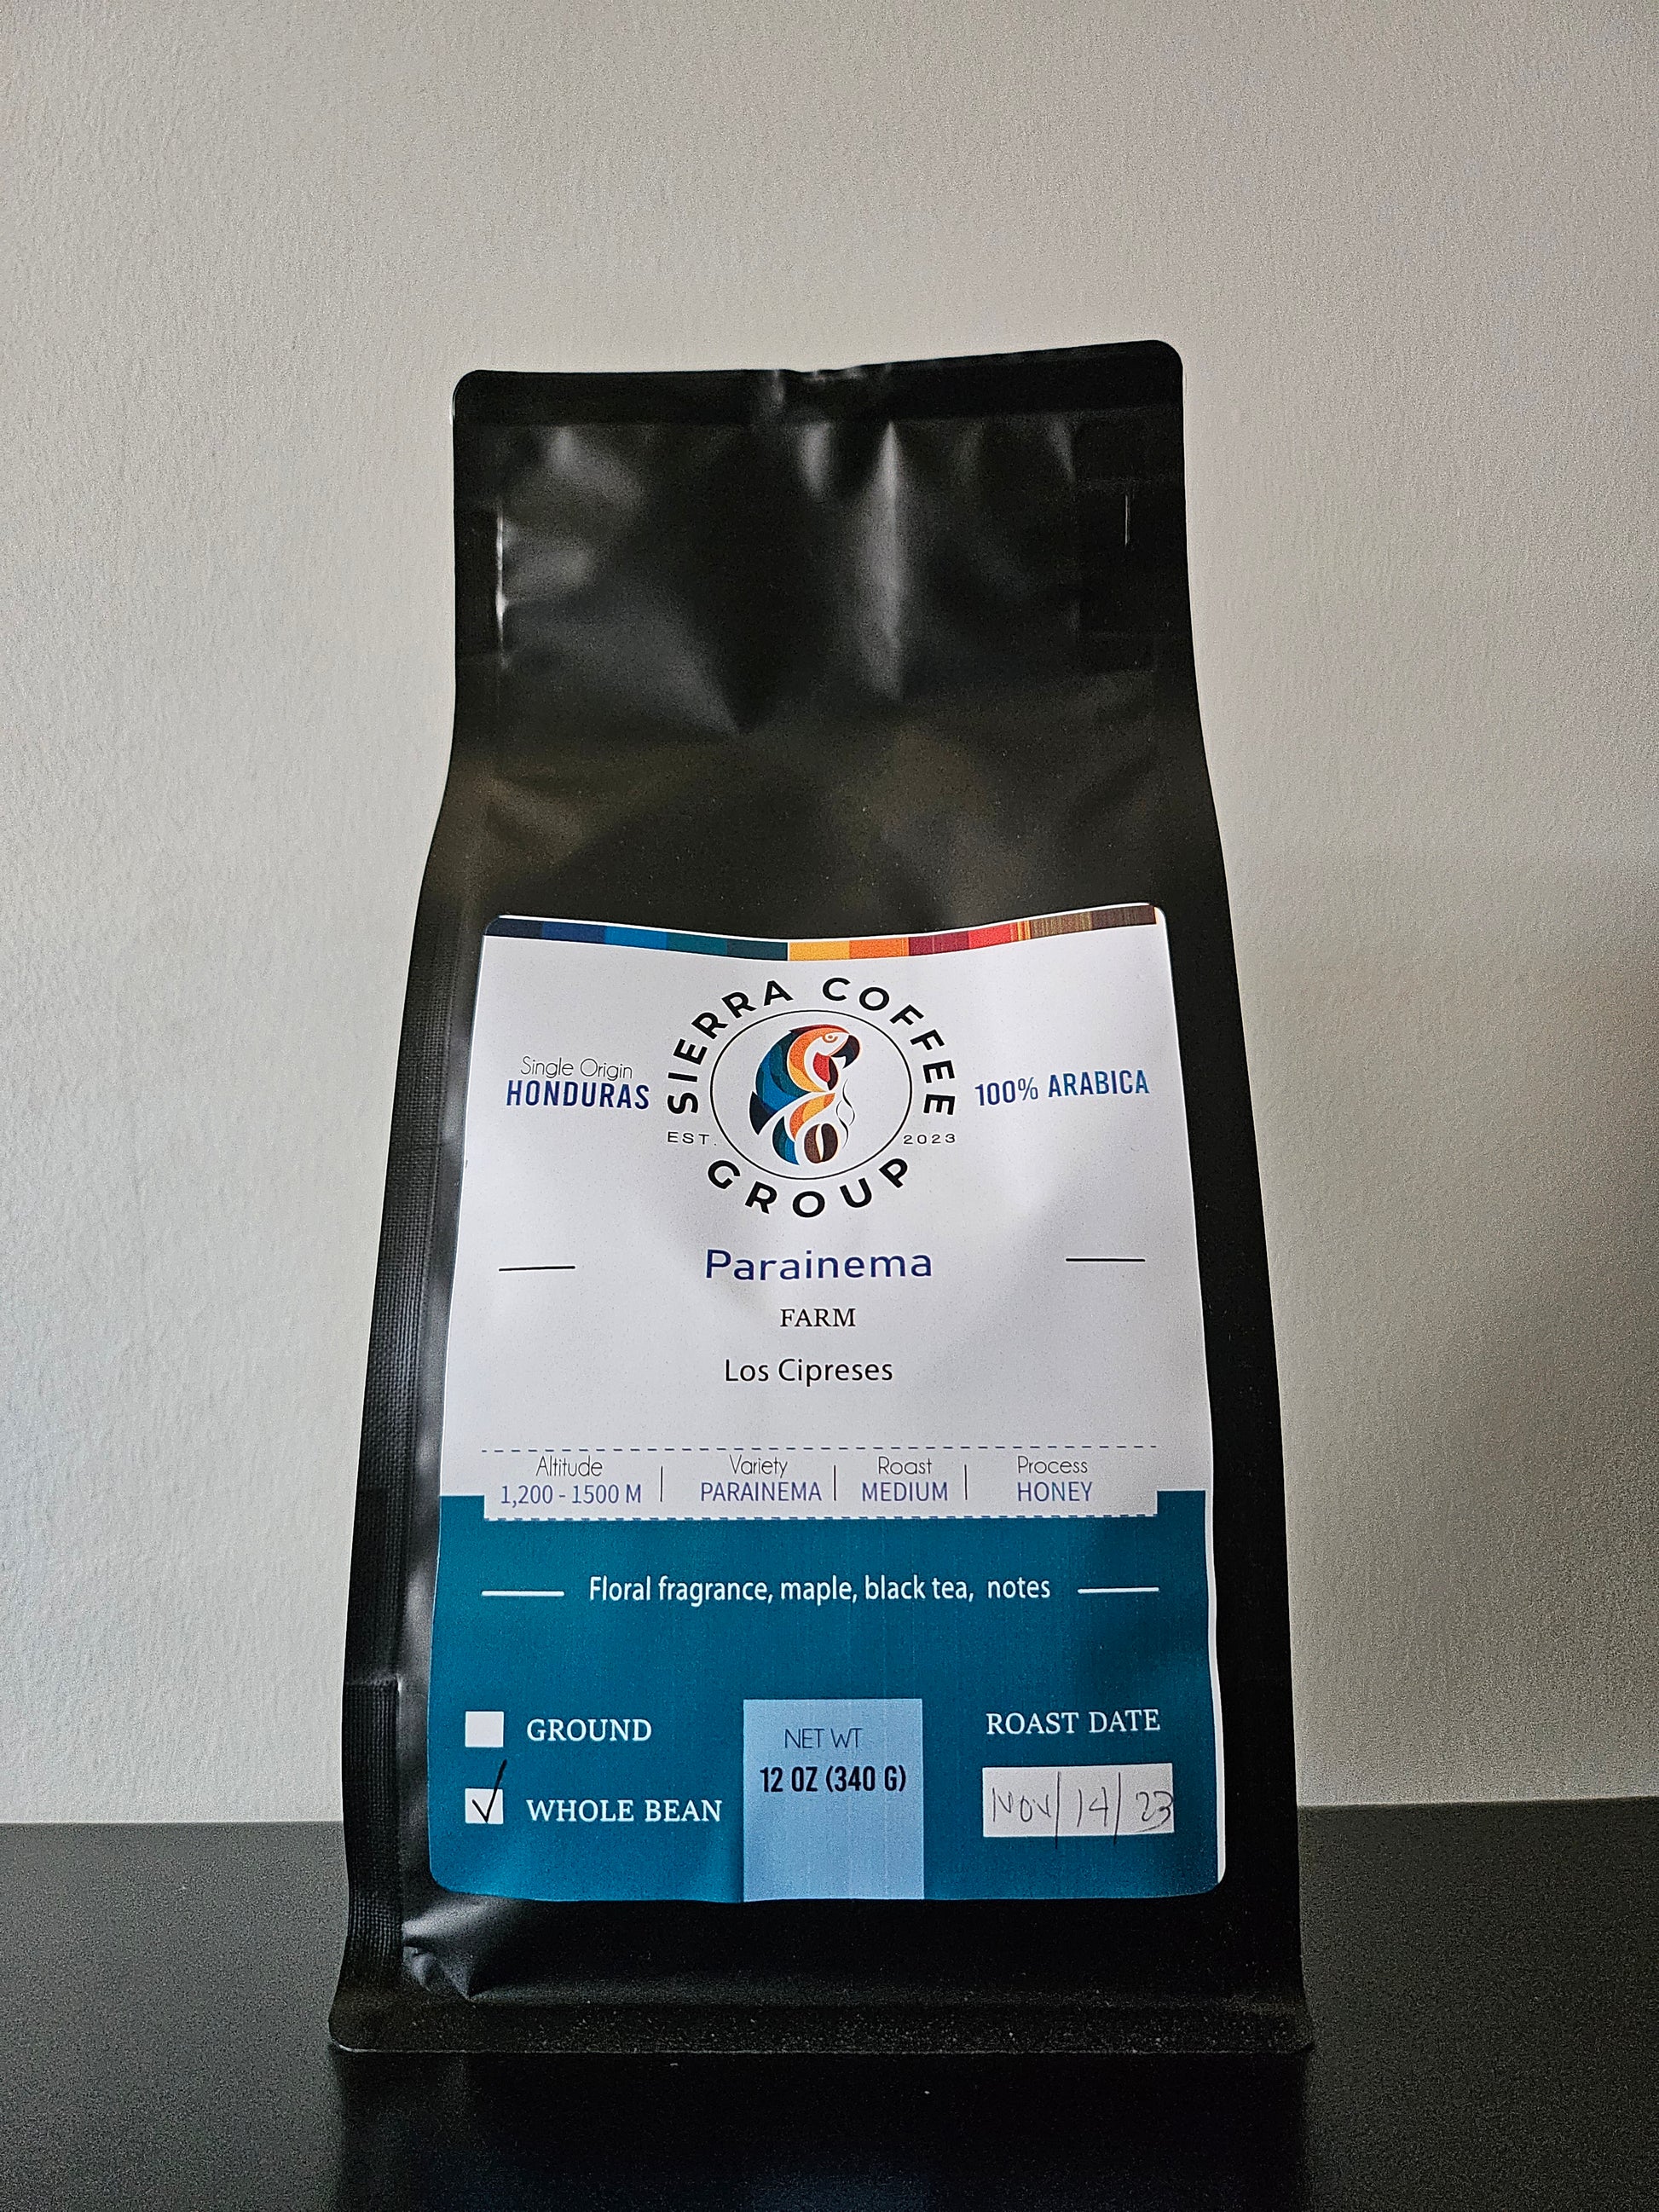 SIERRA COFFEE
GROUP
EST. 2023
Single Origin
HONDURAS
100% ARABICA
Parainema
FARM
Los Cipreses
Altitude
1,200 - 1500 M
Variety
PARAINEMA
Roast
MEDIUM
Process
HONEY
Floral fragrance, maple, black tea, notes
GROUND
WHOLE BEAN
NET WT
12 OZ (340 G)
ROAST DATE
NOV/14/23